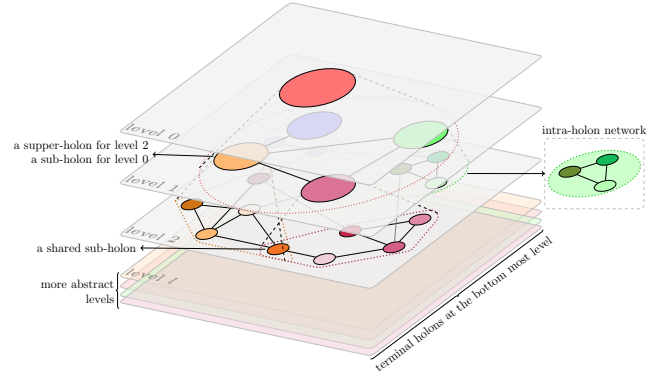 level 0
intra-holon network
a supper-holon for level 2
a sub-holon for level 0
level 1
level 2
a shared sub-holon
level l
more abstract
levels
terminal holons at the bottom most level